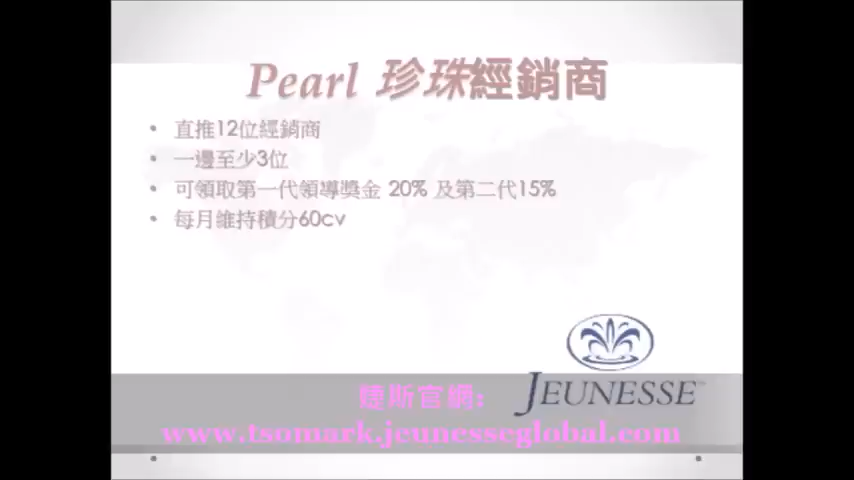 Pearl 珍珠經銷商
• 直推12位經銷商
• 一邊至少3位
• 可領取第一代領導獎金 20% 及第二代15%
• 每月維持積分60cv
JEUNESSE™
婕斯官網:
www.tsomark.jeunesseglobal.com